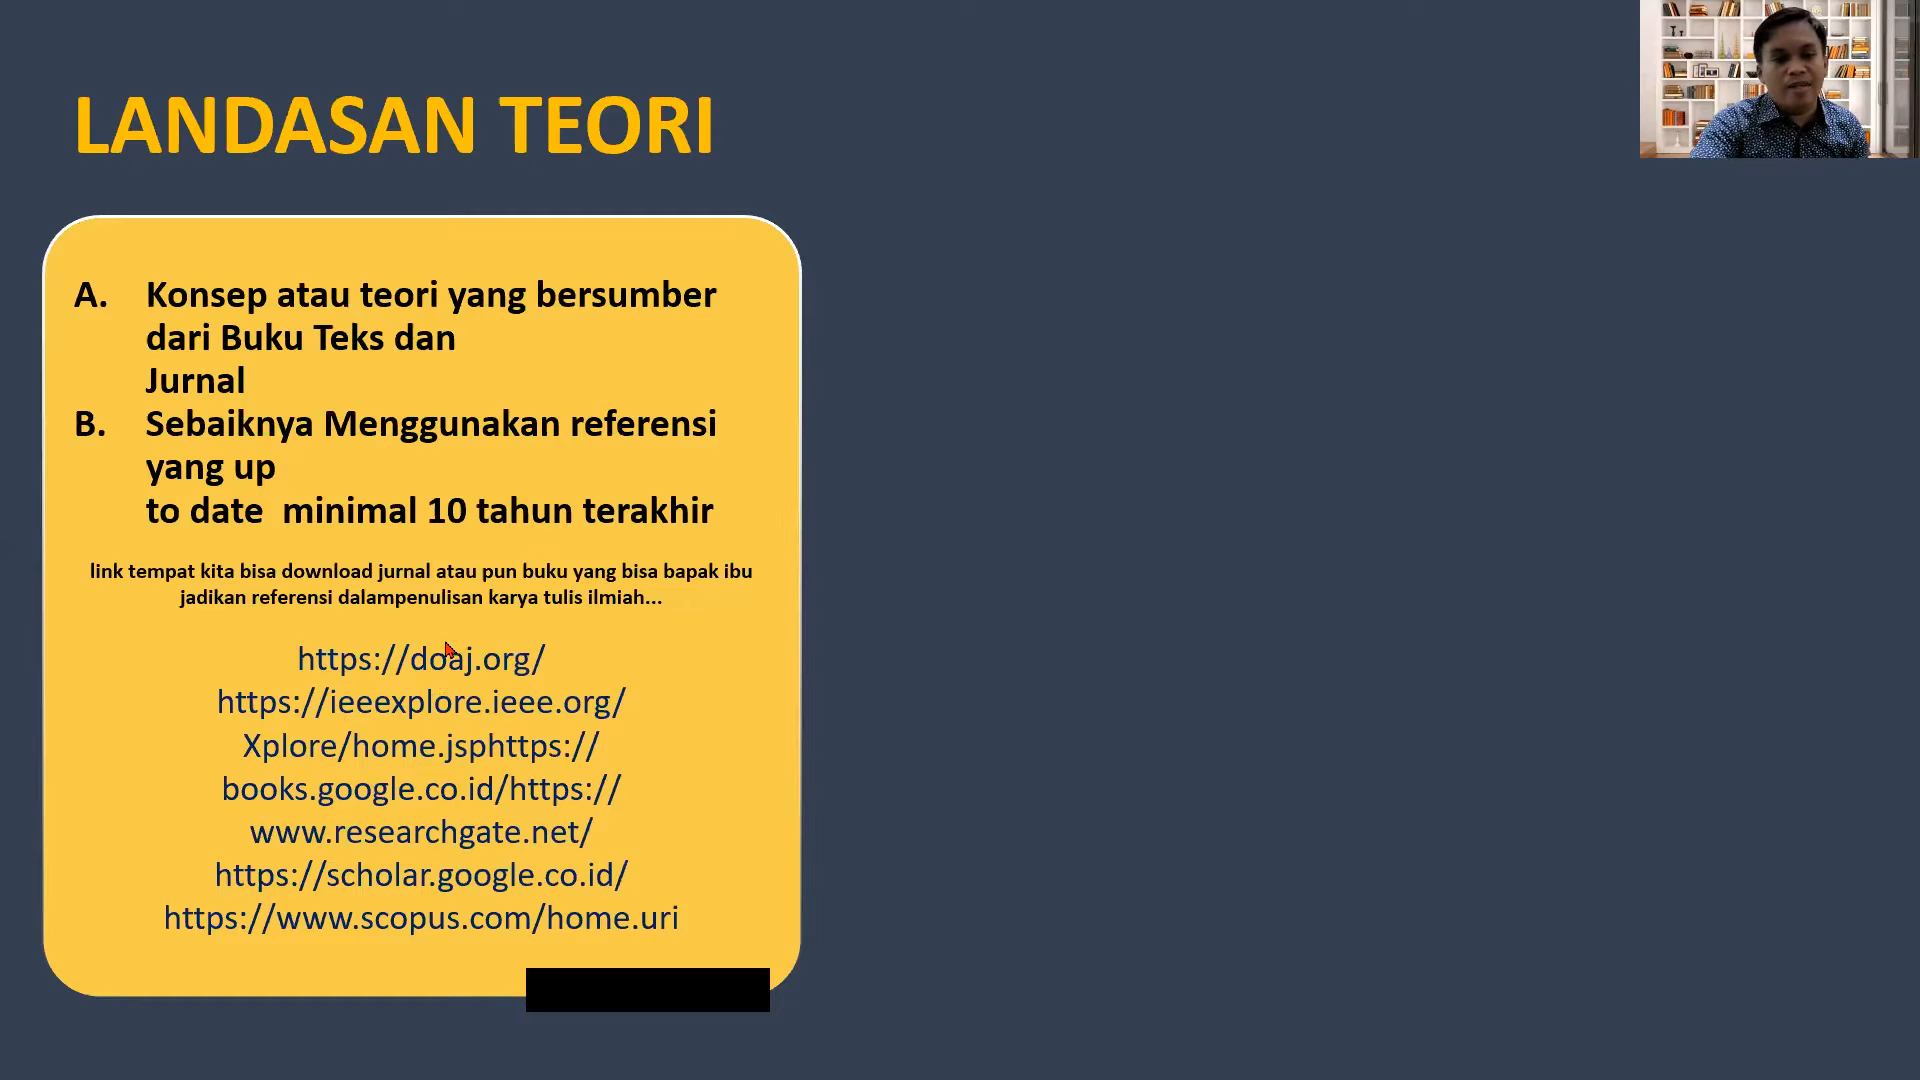 LANDASAN TEORI
A. Konsep atau teori yang bersumber
dari Buku Teks dan
Jurnal
B. Sebaiknya Menggunakan referensi
yang up
to date  minimal 10 tahun terakhir
link tempat kita bisa download jurnal atau pun buku yang bisa bapak ibu
jadikan referensi dalampenulisan karya tulis ilmiah...
https://doaj.org/
https://ieeexplore.ieee.org/
Xplore/home.jsphttps://
books.google.co.id/https://
www.researchgate.net/
https://scholar.google.co.id/
https://www.scopus.com/home.uri